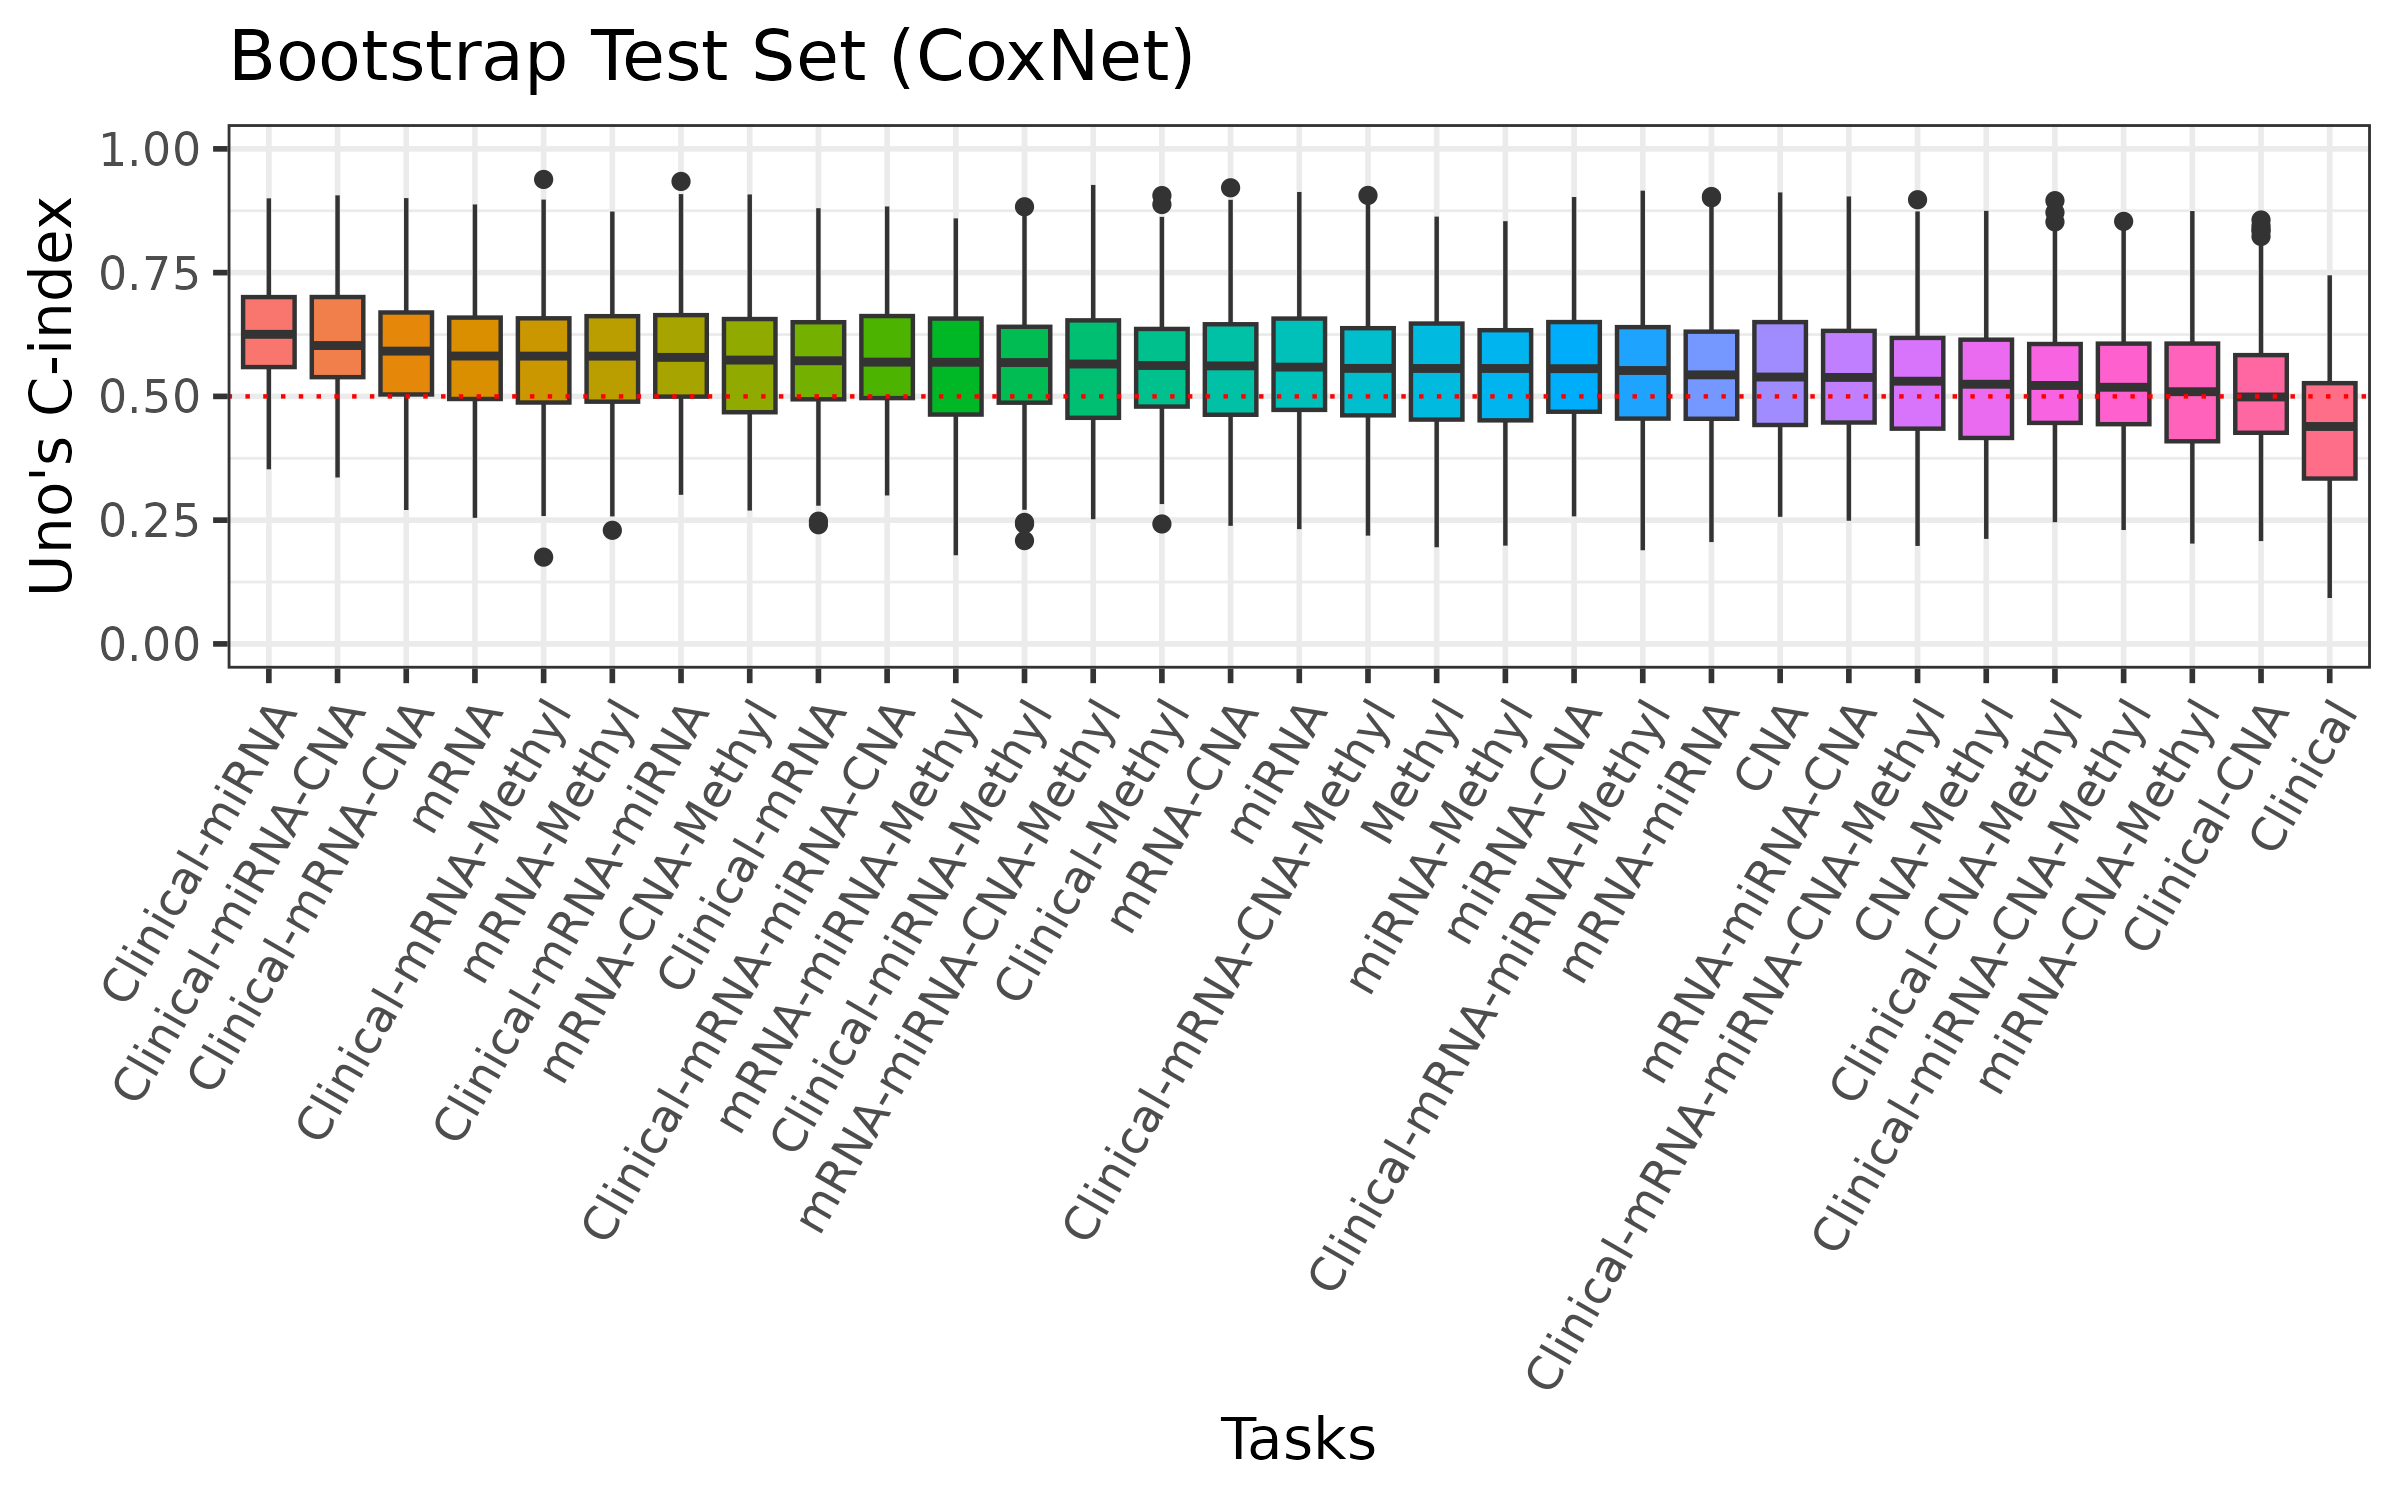 Bootstrap Test Set (CoxNet)
Uno's C-index
1.00
0.75
0.50
0.25
0.00
Clinical-miRNA
Clinical-miRNA-CNA
Clinical-mRNA-CNA
mRNA
Clinical-mRNA-Methyl
mRNA-Methyl
Clinical-mRNA-miRNA
mRNA-CNA-Methyl
Clinical-mRNA
Clinical-mRNA-miRNA-CNA
mRNA-miRNA-Methyl
Clinical-miRNA-Methyl
mRNA-miRNA-CNA-Methyl
Clinical-Methyl
mRNA-CNA
miRNA
Clinical-mRNA-CNA-Methyl
Methyl
miRNA-Methyl
miRNA-CNA
Clinical-mRNA-miRNA-Methyl
mRNA-miRNA
CNA
mRNA-miRNA-CNA
Clinical-mRNA-miRNA-CNA-Methyl
CNA-Methyl
Clinical-CNA-Methyl
Clinical-miRNA-CNA-Methyl
miRNA-CNA-Methyl
Clinical-CNA
Clinical
Tasks